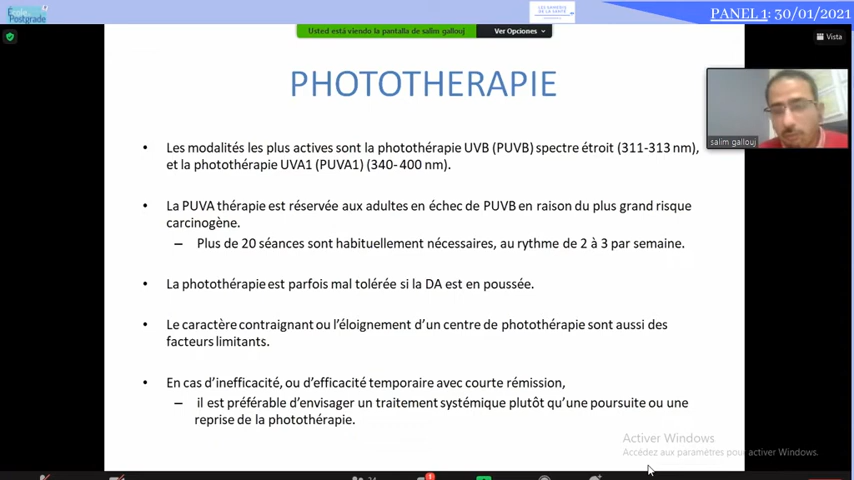 École
Postgrade
LES SAMEDIS
DE LA SANTÉ
PANEL 1: 30/01/2021
Usted está viendo la pantalla de salim gallouj
Ver Opciones
Vista
PHOTOTHERAPIE
salim gallouj
• Les modalités les plus actives sont la photothérapie UVB (PUVB) spectre étroit (311-313 nm),
et la photothérapie UVA1 (PUVA1) (340-400 nm).
• La PUVA thérapie est réservée aux adultes en échec de PUVB en raison du plus grand risque
carcinogène.
– Plus de 20 séances sont habituellement nécessaires, au rythme de 2 à 3 par semaine.
• La photothérapie est parfois mal tolérée si la DA est en poussée.
• Le caractère contraignant ou l’éloignement d’un centre de photothérapie sont aussi des
facteurs limitants.
• En cas d’inefficacité, ou d’efficacité temporaire avec courte rémission,
– il est préférable d’envisager un traitement systémique plutôt qu’une poursuite ou une
reprise de la photothérapie.
Activer Windows
Accédez aux paramètres pour activer Windows.